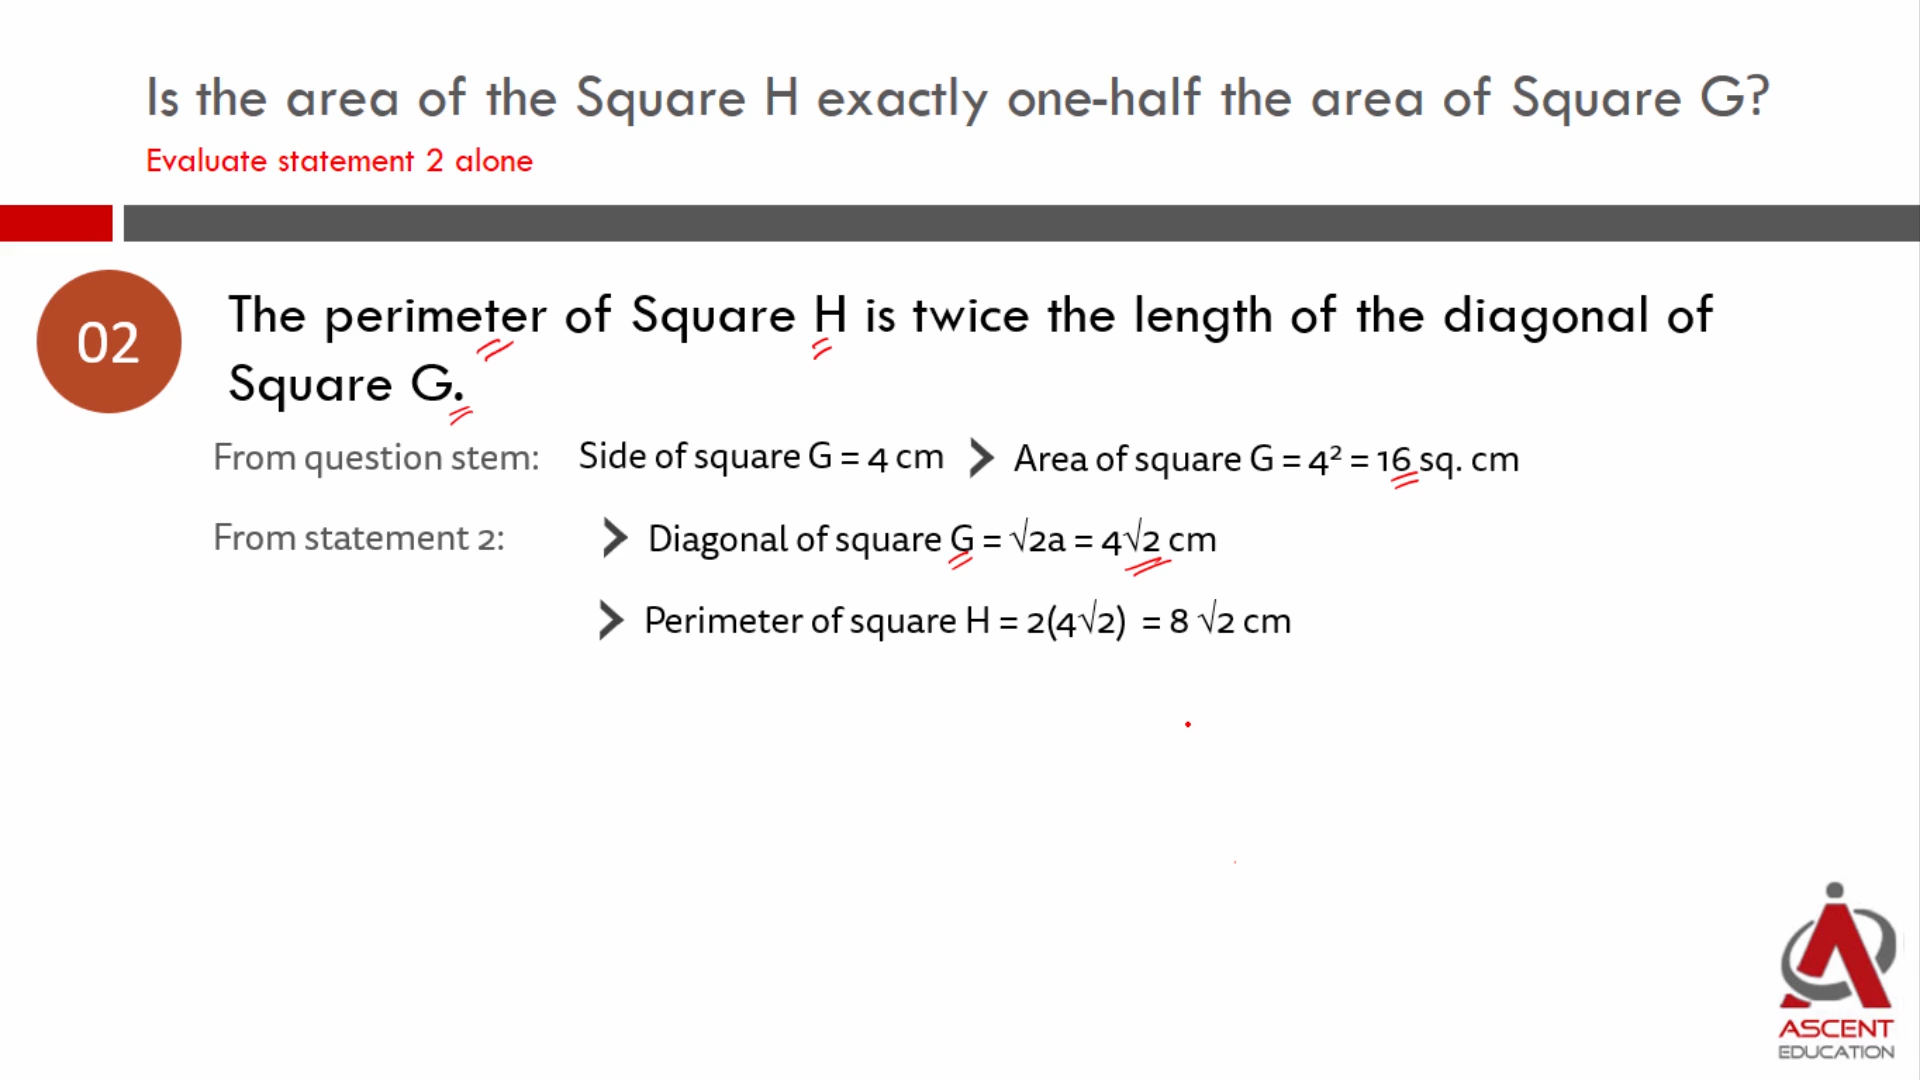 Is the area of the Square H exactly one-half the area of Square G?
Evaluate statement 2 alone
02
The perimeter of Square H is twice the length of the diagonal of
Square G.
From question stem: Side of square G = 4 cm > Area of square G = 4² = 16 sq. cm
From statement 2: > Diagonal of square G = √2a = 4√2 cm
> Perimeter of square H = 2(4√2) = 8 √2 cm
ASCENT
EDUCATION